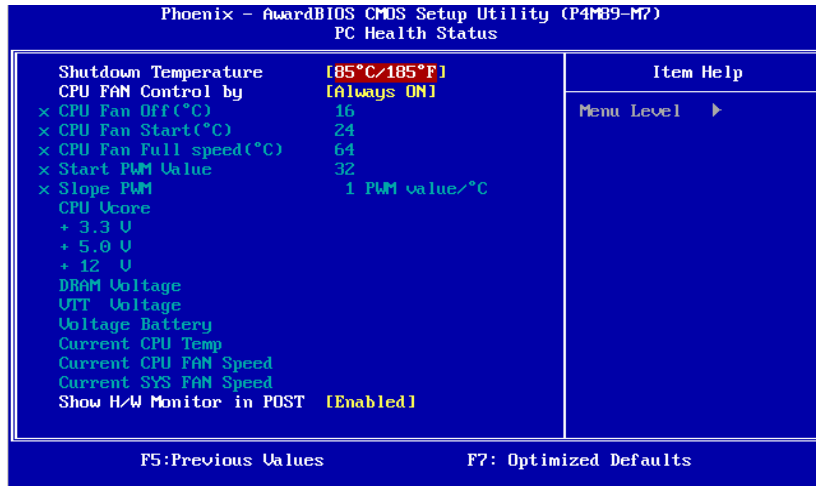 Phoenix - AwardBIOS CMOS Setup Utility (P4M89-M7)
PC Health Status
Shutdown Temperature [85°C/185°F]
CPU FAN Control by [Always ON]
x CPU Fan Off(°C) 16
x CPU Fan Start(°C) 24
x CPU Fan Full speed(°C) 64
x Start PWM Value 32
x Slope PWM 1 PWM value/°C
CPU Vcore
+ 3.3 V
+ 5.0 V
+ 12 V
DRAM Voltage
VTT Voltage
Voltage Battery
Current CPU Temp
Current CPU FAN Speed
Current SYS FAN Speed
Show H/W Monitor in POST [Enabled]
Item Help
Menu Level ▶
F5:Previous Values F7: Optimized Defaults